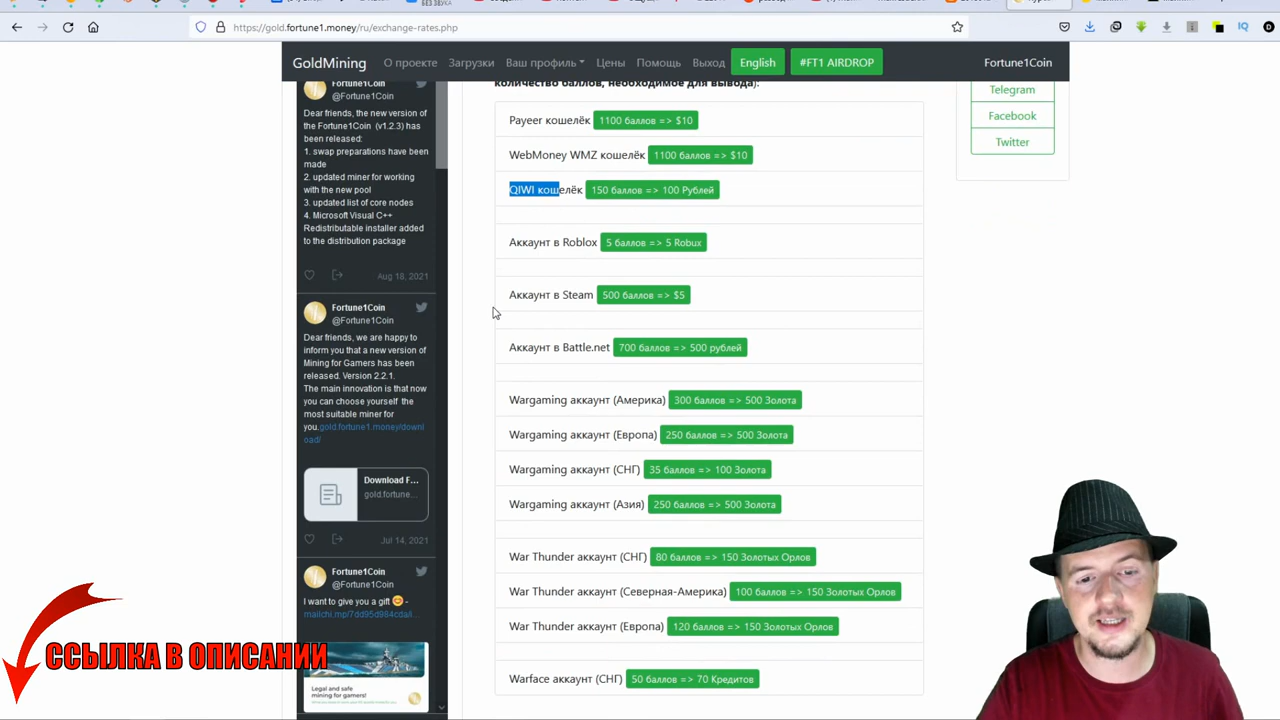 БЕЗ ЗВУКА
https://gold.fortune1.money/ru/exchange-rates.php
GoldMining
О проекте
Загрузки
Ваш профиль
Цены
Помощь
Выход
English
#FT1 AIRDROP
Fortune1Coin
количество баллов, необходимое для вывода):
@Fortune1Coin
Dear friends, the new version of
the Fortune1Coin (v1.2.3) has
been released:
1. swap preparations have been
made
2. updated miner for working
with the new pool
3. updated list of core nodes
4. Microsoft Visual C++
Redistributable installer added
to the distribution package
Aug 18, 2021
Fortune1Coin
@Fortune1Coin
Dear friends, we are happy to
inform you that a new version of
Mining for Gamers has been
released. Version 2.2.1.
The main innovation is that now
you can choose yourself the
most suitable miner for
you.gold.fortune1.money/downl
oad/
Download F...
gold.fortune...
Jul 14, 2021
Fortune1Coin
@Fortune1Coin
I want to give you a gift 😊 -
mailchi.mp/7dd95d984cda/i...
Legal and safe
mining for gamers!
Payeer кошелёк 1100 баллов => $10
WebMoney WMZ кошелёк 1100 баллов => $10
QIWI кошелёк 150 баллов => 100 Рублей
Аккаунт в Roblox 5 баллов => 5 Robux
Аккаунт в Steam 500 баллов => $5
Аккаунт в Battle.net 700 баллов => 500 рублей
Wargaming аккаунт (Америка) 300 баллов => 500 Золота
Wargaming аккаунт (Европа) 250 баллов => 500 Золота
Wargaming аккаунт (СНГ) 35 баллов => 100 Золота
Wargaming аккаунт (Азия) 250 баллов => 500 Золота
War Thunder аккаунт (СНГ) 80 баллов => 150 Золотых Орлов
War Thunder аккаунт (Северная-Америка) 100 баллов => 150 Золотых Орлов
War Thunder аккаунт (Европа) 120 баллов => 150 Золотых Орлов
Warface аккаунт (СНГ) 50 баллов => 70 Кредитов
Telegram
Facebook
Twitter
ССЫЛКА В ОПИСАНИИ